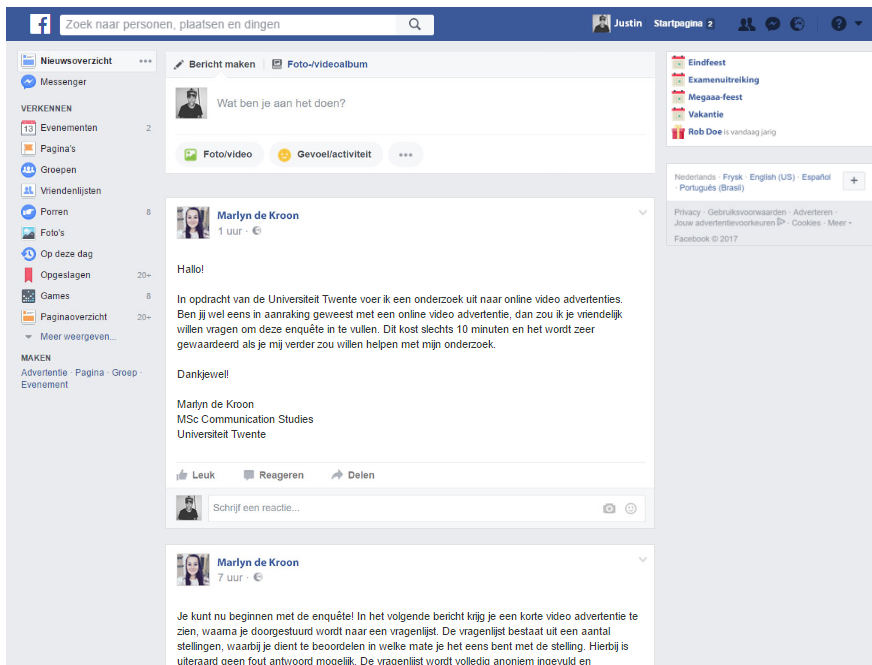 f
Zoek naar personen, plaatsen en dingen
Justin Startpagina 2
?
Nieuwsoverzicht
Messenger
VERKENNEN
13 Evenementen 2
Pagina's
Groepen
Vriendenlijsten
Porren 8
Foto's
Op deze dag
Opgeslagen 20+
Games 8
Paginaoverzicht 20+
Meer weergeven...
MAKEN
Advertentie · Pagina · Groep ·
Evenement
Bericht maken Foto-/videoalbum
Wat ben je aan het doen?
Foto/video Gevoel/activiteit
Marlyn de Kroon
1 uur ·
Hallo!
In opdracht van de Universiteit Twente voer ik een onderzoek uit naar online video advertenties.
Ben jij wel eens in aanraking geweest met een online video advertentie, dan zou ik je vriendelijk
willen vragen om deze enquête in te vullen. Dit kost slechts 10 minuten en het wordt zeer
gewaardeerd als je mij verder zou willen helpen met mijn onderzoek.
Dankjewel!
Marlyn de Kroon
MSc Communication Studies
Universiteit Twente
Leuk Reageren Delen
Schrijf een reactie...
Marlyn de Kroon
7 uur ·
Je kunt nu beginnen met de enquête! In het volgende bericht krijg je een korte video advertentie te
zien, waarna je doorgestuurd wordt naar een vragenlijst. De vragenlijst bestaat uit een aantal
stellingen, waarbij je dient te beoordelen in welke mate je het eens bent met de stelling. Hierbij is
uiteraard geen fout antwoord mogelijk. De vragenlijst wordt volledig anoniem ingevuld en
Eindfeest
Examenuitreiking
Megaaa-feest
Vakantie
Rob Doe is vandaag jarig
Nederlands · Frysk · English (US) · Español
· Português (Brasil)
+
Privacy · Gebruiksvoorwaarden · Adverteren ·
Jouw advertentievoorkeuren · Cookies · Meer
Facebook © 2017